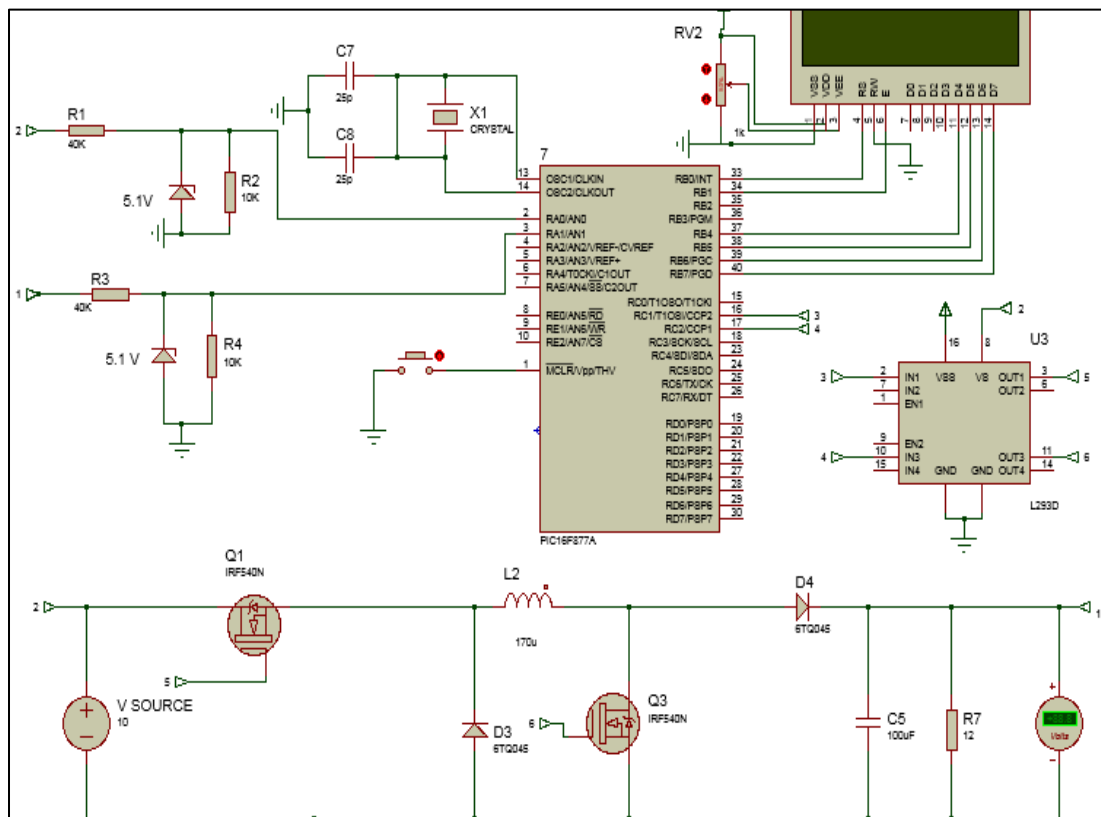 RV2
1k
VSS
VDD
VEE
RS
RW
E
D0
D1
D2
D3
D4
D5
D6
D7
1
2
3
4
5
6
7
8
9
10
11
12
13
14
C7
25p
C8
25p
X1
CRYSTAL
2
R1
40K
5.1V
R2
10K
1
R3
40K
5.1 V
R4
10K
7
13 OSC1/CLKIN
14 OSC2/CLKOUT
2 RA0/AN0
3 RA1/AN1
4 RA2/AN2/VREF-/CVREF
5 RA3/AN3/VREF+
6 RA4/T0CKI/C1OUT
7 RA5/AN4/SS/C2OUT
8 RE0/AN5/RD
9 RE1/AN6/WR
10 RE2/AN7/CS
1 MCLR/Vpp/THV
RB0/INT 33
RB1 34
RB2 35
RB3/PGM 36
RB4 37
RB5 38
RB6/PGC 39
RB7/PGD 40
RC0/T1OSO/T1CKI 15
RC1/T1OSI/CCP2 16 3
RC2/CCP1 17 4
RC3/SCK/SCL 18
RC4/SDI/SDA 23
RC5/SDO 24
RC6/TX/CK 25
RC7/RX/DT 26
RD0/PSP0 19
RD1/PSP1 20
RD2/PSP2 21
RD3/PSP3 22
RD4/PSP4 27
RD5/PSP5 28
RD6/PSP6 29
RD7/PSP7 30
PIC16F877A
2
U3
16 8
VSS VS
3 2 IN1
7 IN2
1 EN1
9 EN2
4 10 IN3
15 IN4
OUT1 3 5
OUT2 6
OUT3 11 6
OUT4 14
GND GND
L293D
2
Q1
IRF540N
5
V SOURCE
10
L2
170u
D3
6TQ045
6
Q3
IRF540N
D4
6TQ045
1
C5
100uF
R7
12
+
Volts